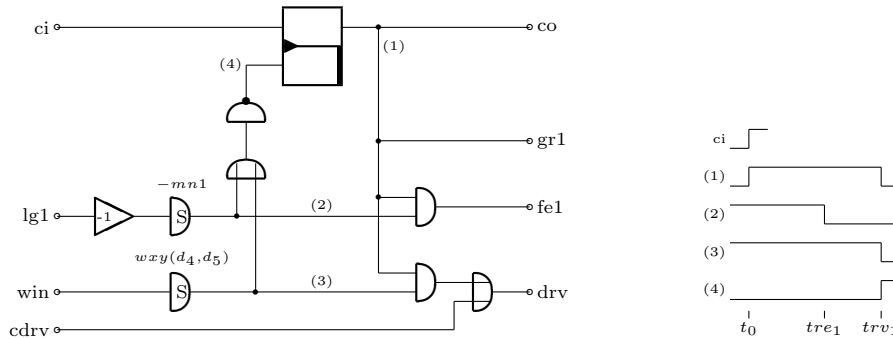 ci
co
(1)
(4)
gr1
-mn1
lg1
-1
S
(2)
fe1
wxy(d4,d5)
win
S
(3)
drv
cdrv
ci
(1)
(2)
(3)
(4)
t0
tre1
trv1